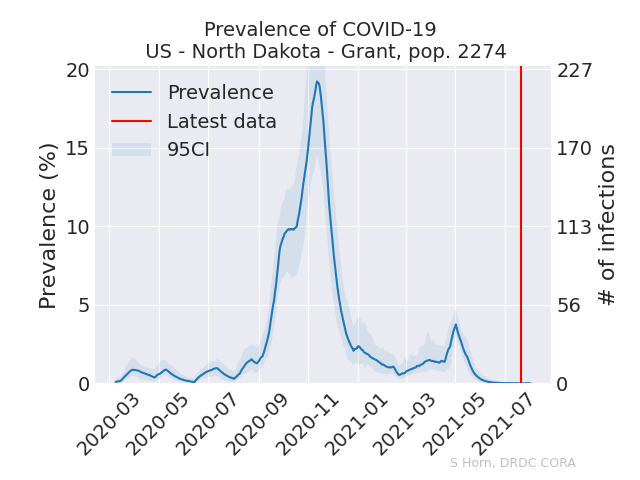 Prevalence of COVID-19
US - North Dakota - Grant, pop. 2274
Prevalence
Latest data
95CI
Prevalence (%)
20
15
10
5
0
# of infections
227
170
113
56
0
2020-03
2020-05
2020-07
2020-09
2020-11
2021-01
2021-03
2021-05
2021-07
S Horn, DRDC CORA